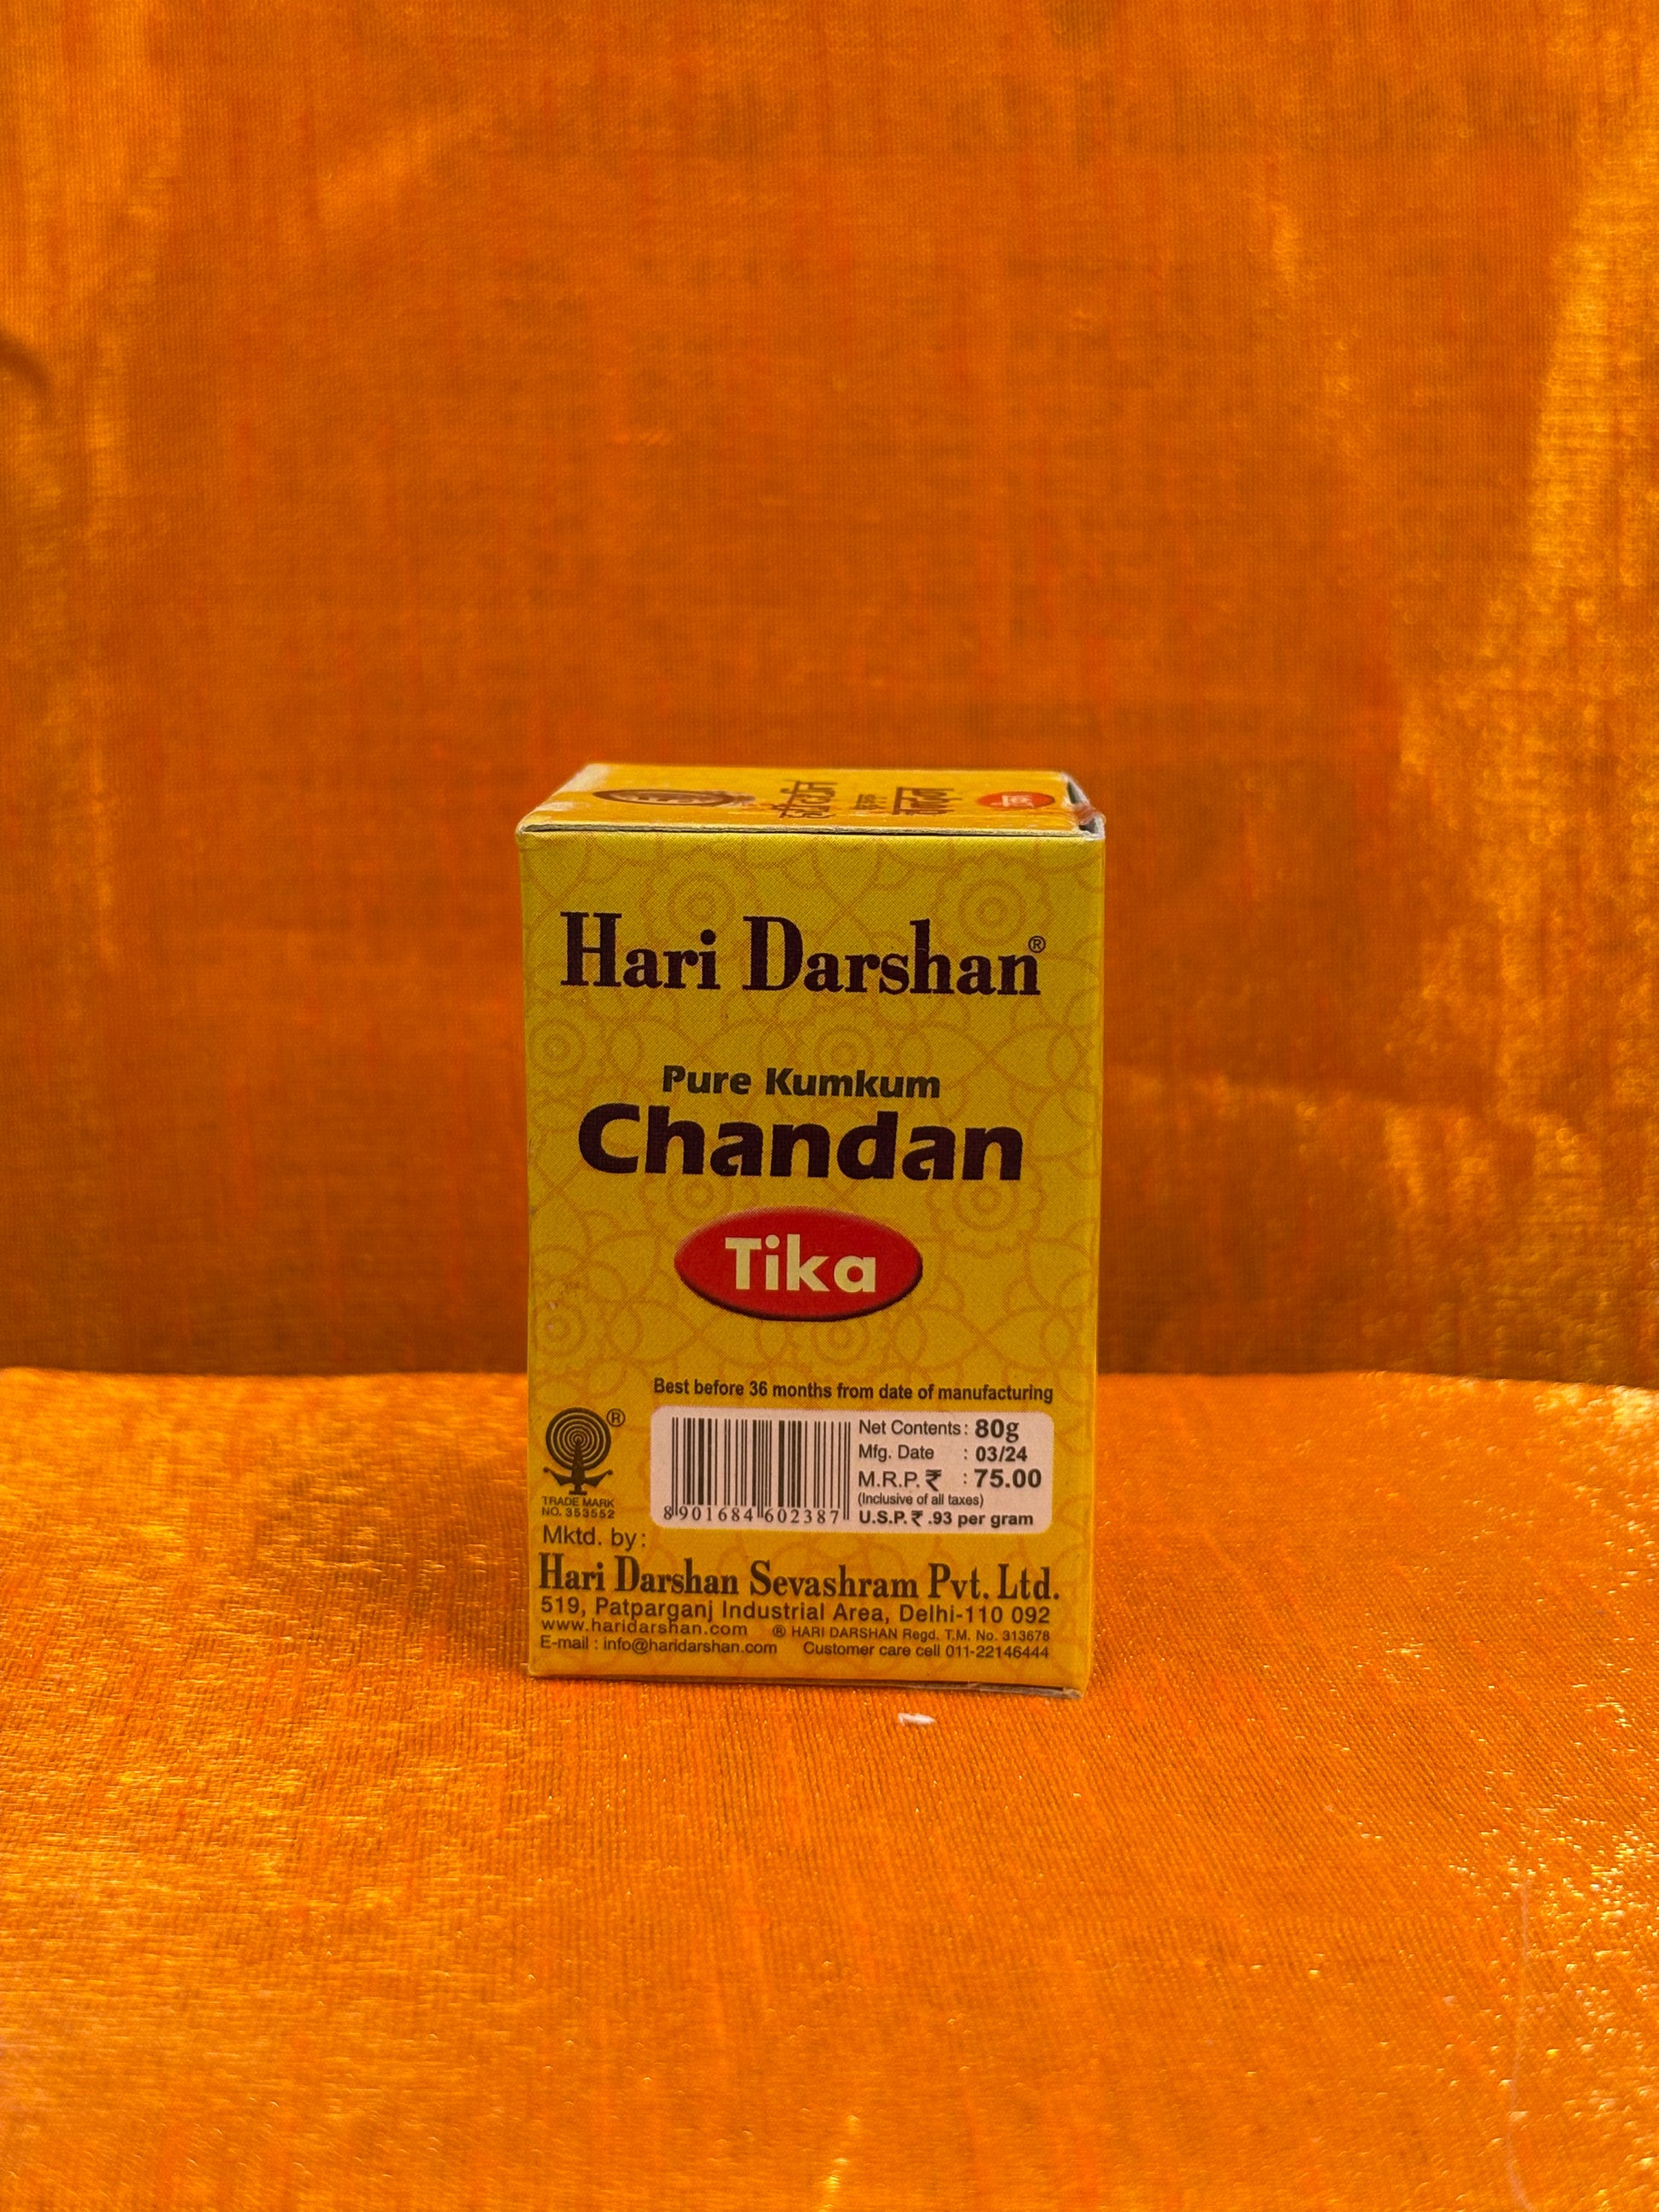 Hari Darshan®
Pure Kumkum
Chandan
Tika
Best before 36 months from date of manufacturing
®
TRADE MARK
NO. 353552
8 901684 602387
Net Contents : 80g
Mfg. Date : 03/24
M.R.P. ₹ : 75.00
(Inclusive of all taxes)
U.S.P. ₹ .93 per gram
Mktd. by :
Hari Darshan Sevashram Pvt. Ltd.
519, Patparganj Industrial Area, Delhi-110 092
www.haridarshan.com ® HARI DARSHAN Regd. T.M. No. 313678
E-mail : info@haridarshan.com Customer care cell 011-22146444